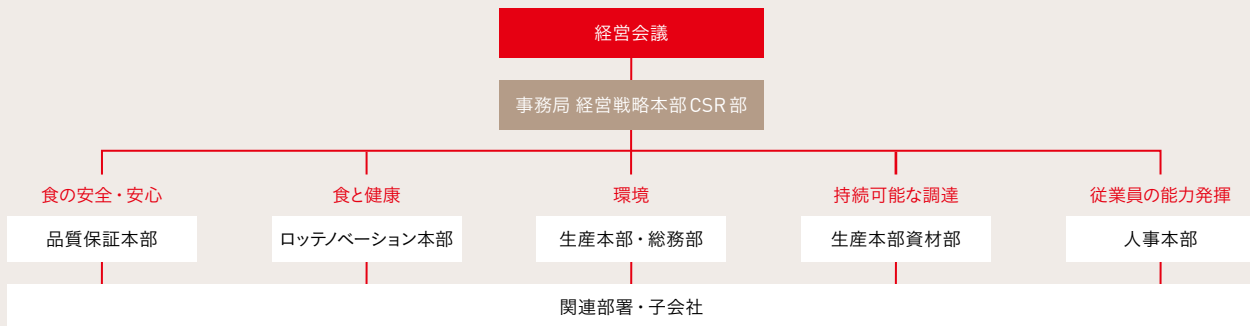 経営会議
事務局 経営戦略本部CSR部
食の安全・安心
食と健康
環境
持続可能な調達
従業員の能力発揮
品質保証本部
ロッテノベーション本部
生産本部・総務部
生産本部資材部
人事本部
関連部署・子会社